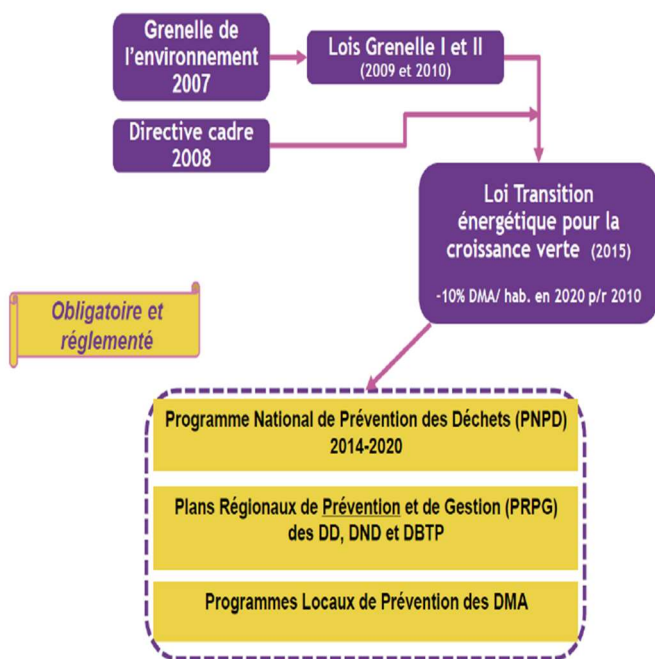 Grenelle de
l'environnement
2007
Lois Grenelle I et II
(2009 et 2010)
Directive cadre
2008
Loi Transition
énergétique pour la
croissance verte (2015)
-10% DMA/ hab. en 2020 p/r 2010
Obligatoire et
réglementé
Programme National de Prévention des Déchets (PNPD)
2014-2020
Plans Régionaux de Prévention et de Gestion (PRPG)
des DD, DND et DBTP
Programmes Locaux de Prévention des DMA